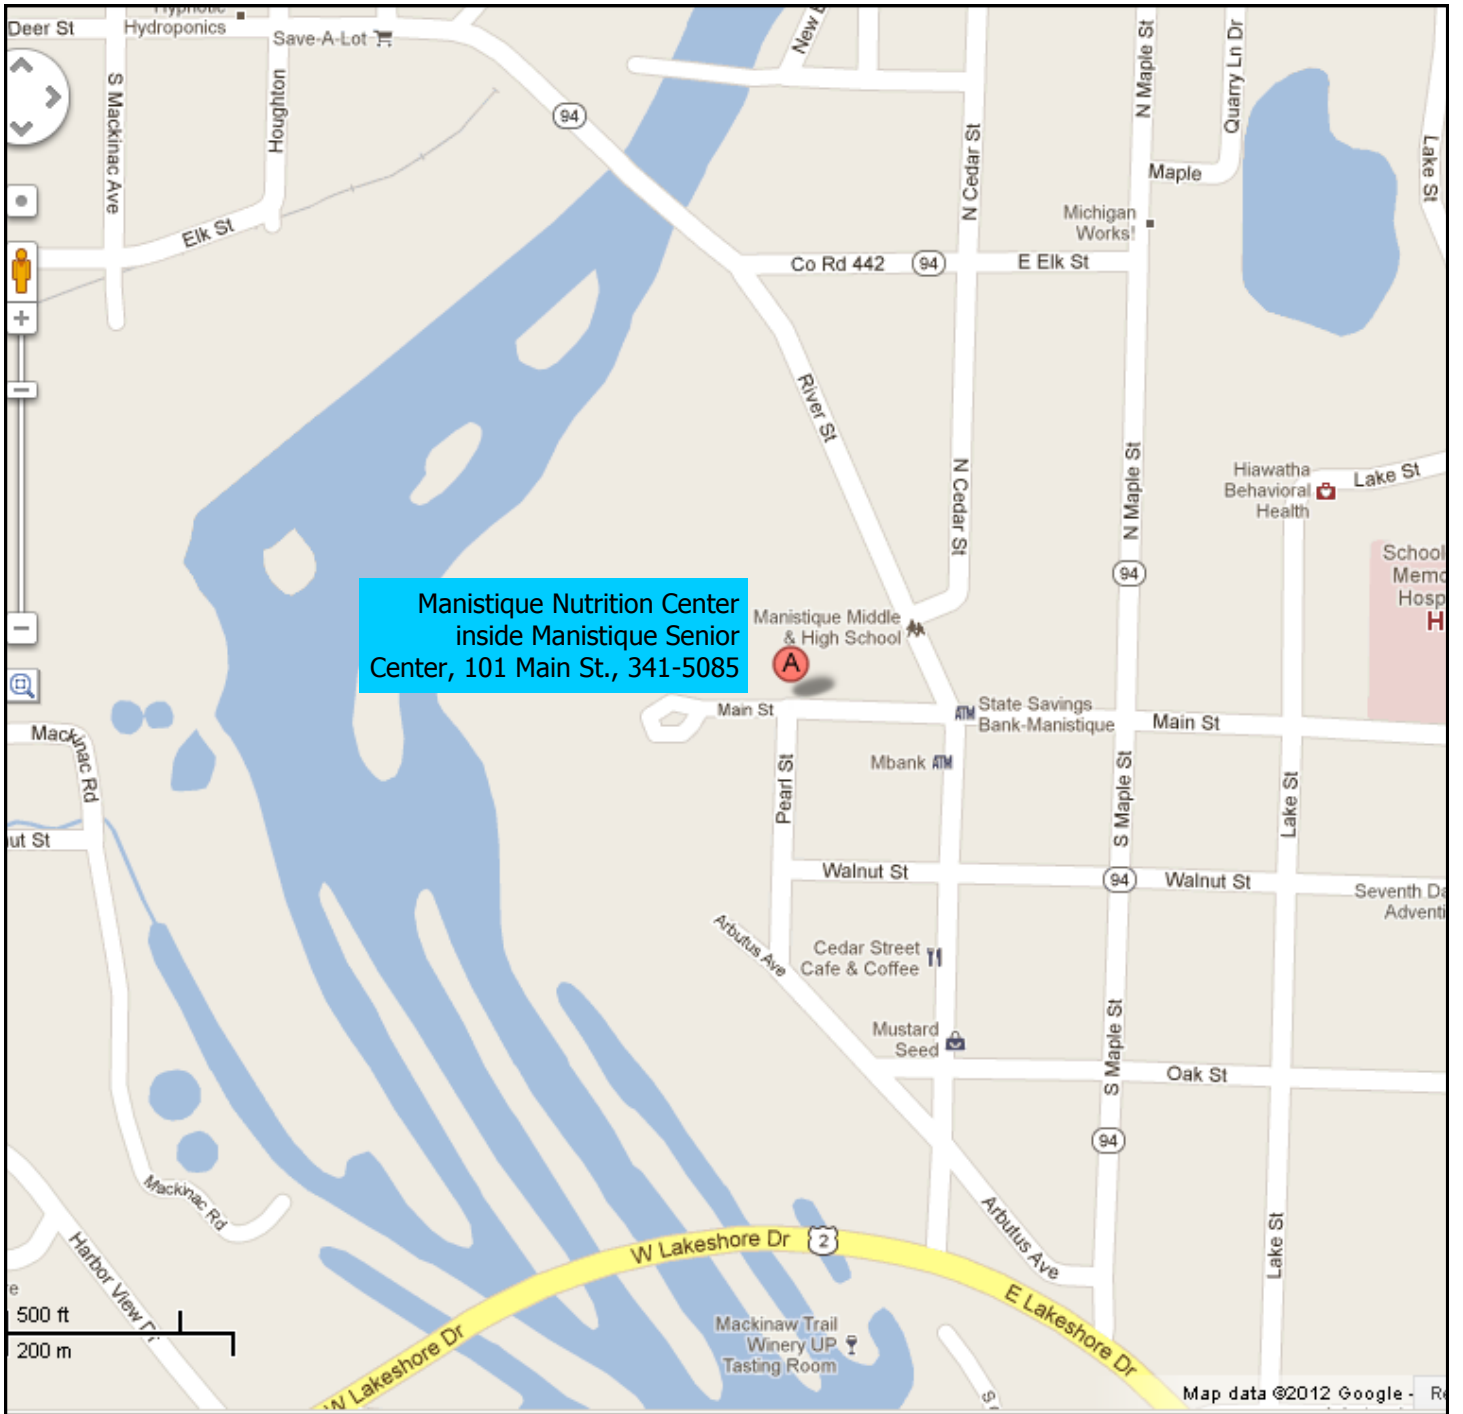 Hypnotic
Hydroponics
Deer St
Save-A-Lot
New
S Mackinac Ave
Houghton
94
N Cedar St
N Maple St
Quarry Ln Dr
Lake St
Maple
Michigan
Works!
Elk St
Co Rd 442
94
E Elk St
River St
N Cedar St
N Maple St
Hiawatha
Behavioral
Health
Lake St
94
School
Memo
Hosp
H
Manistique Nutrition Center
inside Manistique Senior
Center, 101 Main St., 341-5085
Manistique Middle
& High School
A
Main St
ATM
State Savings
Bank-Manistique
Main St
Mackinac Rd
Mbank ATM
Pearl St
S Maple St
Lake St
ut St
Walnut St
94
Walnut St
Seventh Da
Adventi
Arbutus Ave
Cedar Street
Cafe & Coffee
Mustard
Seed
S Maple St
Oak St
94
Mackinac Rd
Harbor View Dr
W Lakeshore Dr
2
Arbutus Ave
Lake St
E Lakeshore Dr
e
500 ft
200 m
W Lakeshore Dr
Mackinaw Trail
Winery UP
Tasting Room
S
Map data ©2012 Google -
Re